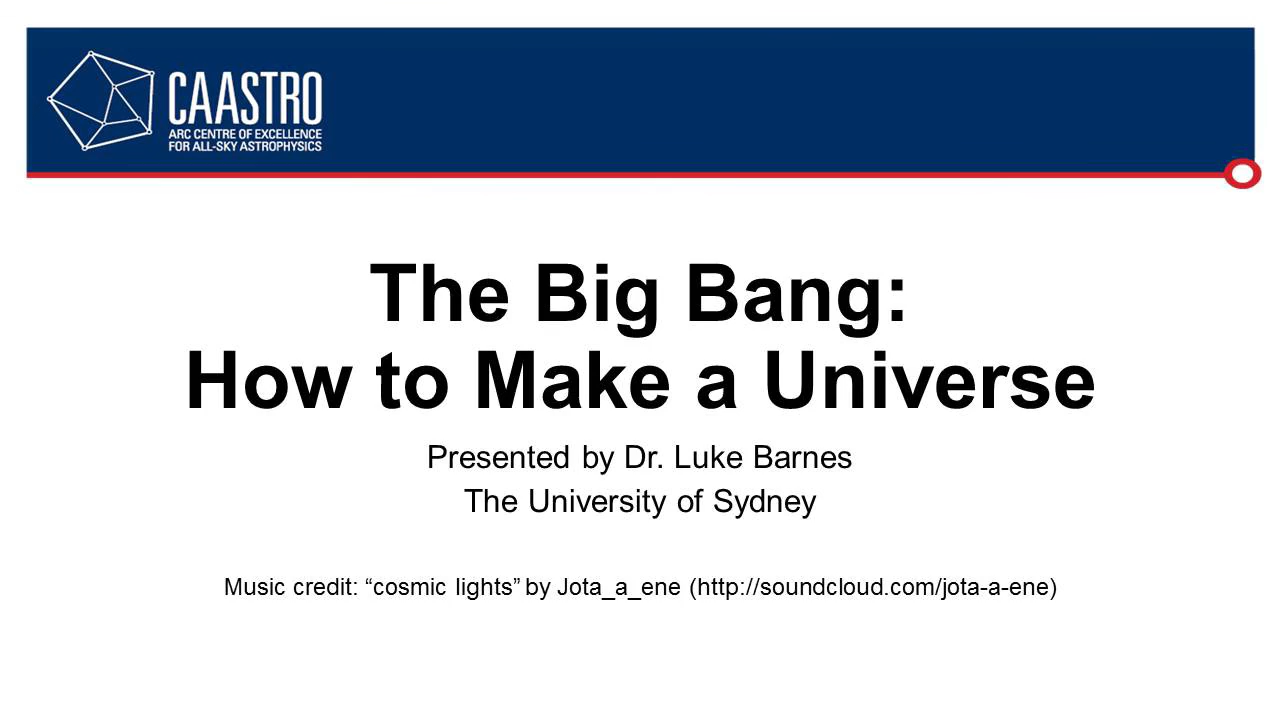 CAASTRO
ARC CENTRE OF EXCELLENCE
FOR ALL-SKY ASTROPHYSICS
The Big Bang:
How to Make a Universe
Presented by Dr. Luke Barnes
The University of Sydney
Music credit: “cosmic lights” by Jota_a_ene (http://soundcloud.com/jota-a-ene)